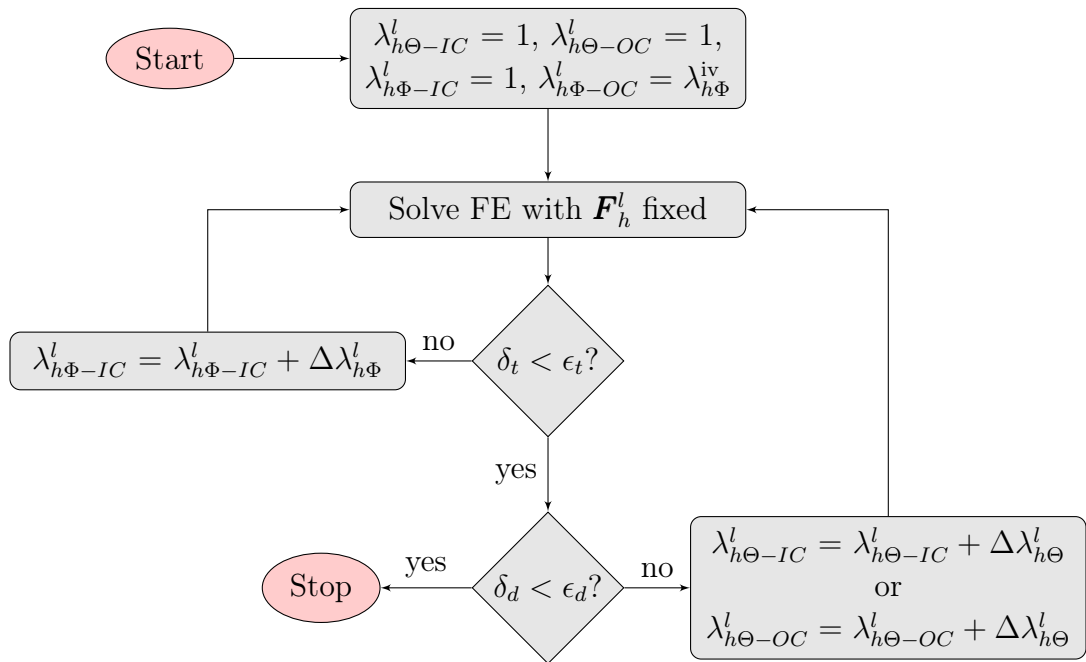 Start
λ^l_{hΘ−IC} = 1, λ^l_{hΘ−OC} = 1,
λ^l_{hΦ−IC} = 1, λ^l_{hΦ−OC} = λ^{iv}_{hΦ}
Solve FE with 𝑭^l_h fixed
λ^l_{hΦ−IC} = λ^l_{hΦ−IC} + Δλ^l_{hΦ}
no
δ_t < ϵ_t?
yes
Stop
yes
δ_d < ϵ_d?
no
λ^l_{hΘ−IC} = λ^l_{hΘ−IC} + Δλ^l_{hΘ}
or
λ^l_{hΘ−OC} = λ^l_{hΘ−OC} + Δλ^l_{hΘ}